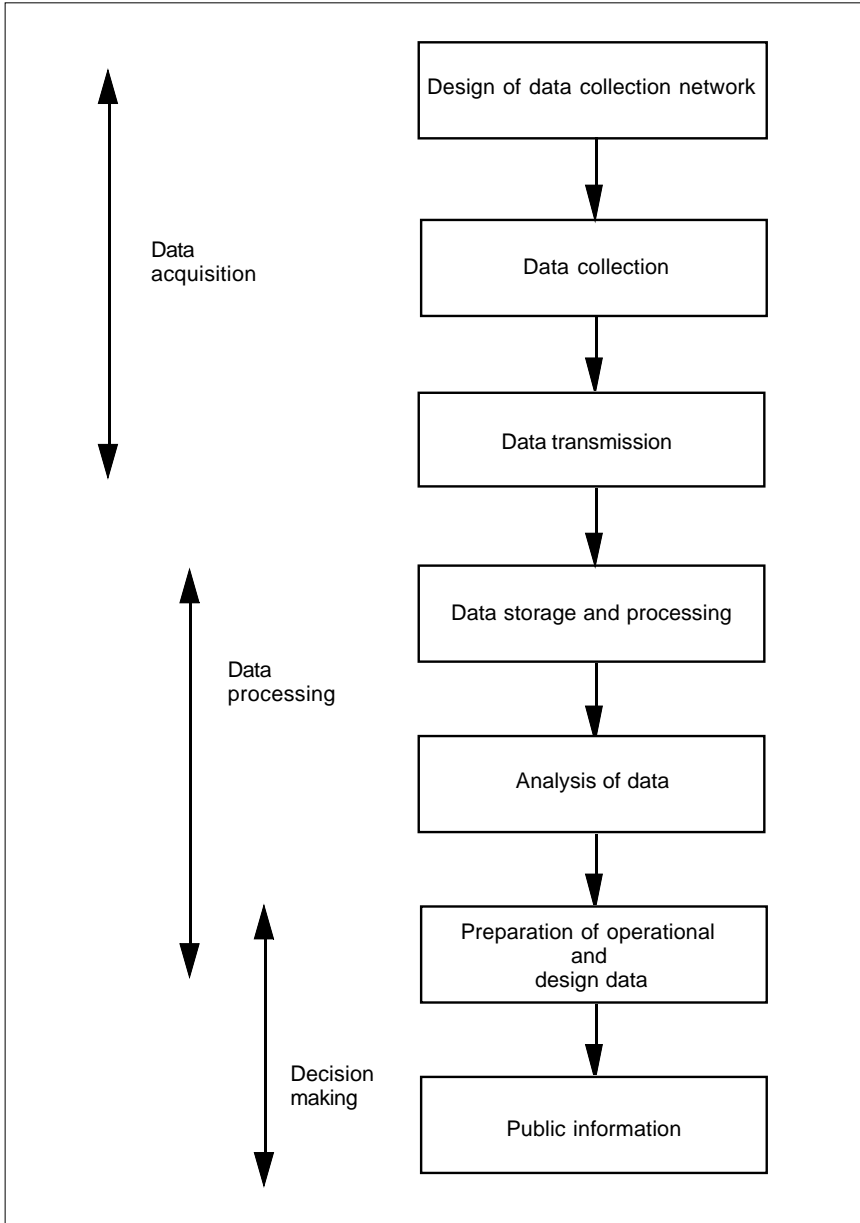 Design of data collection network
Data
acquisition
Data collection
Data transmission
Data storage and processing
Data
processing
Analysis of data
Preparation of operational
and
design data
Decision
making
Public information